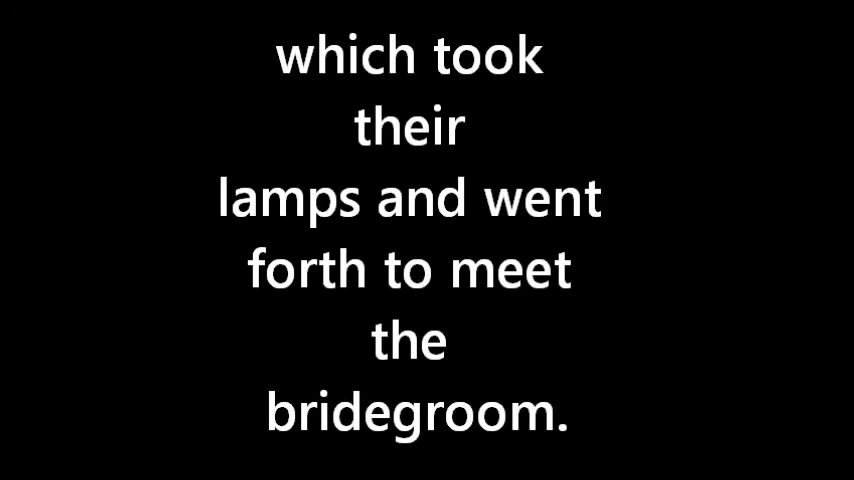 which took
their
lamps and went
forth to meet
the
bridegroom.